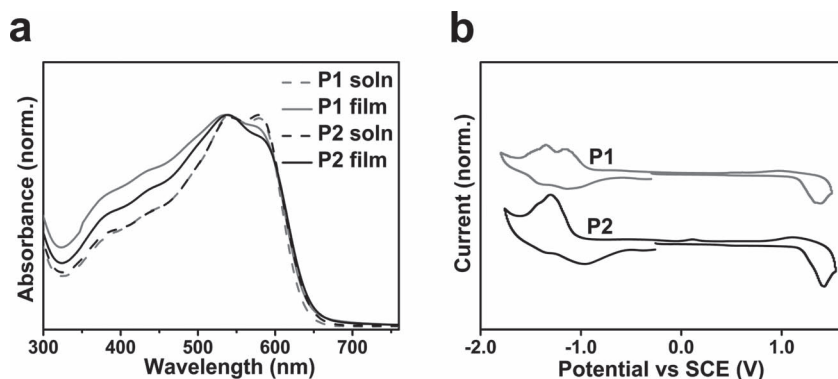 a
Absorbance (norm.)
P1 soln
P1 film
P2 soln
P2 film
300 400 500 600 700
Wavelength (nm)
b
Current (norm.)
P1
P2
-2.0 -1.0 0.0 1.0
Potential vs SCE (V)